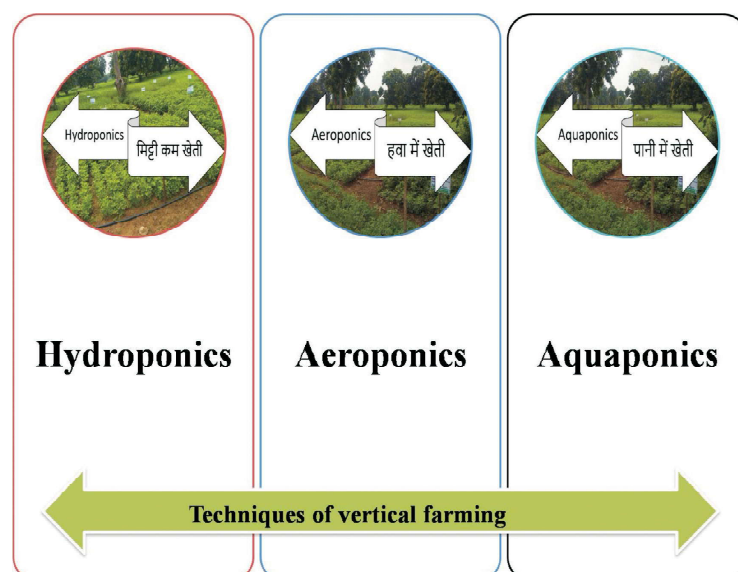 Hydroponics
मिट्टी कम खेती
Aeroponics
हवा में खेती
Aquaponics
पानी में खेती
Hydroponics
Aeroponics
Aquaponics
Techniques of vertical farming